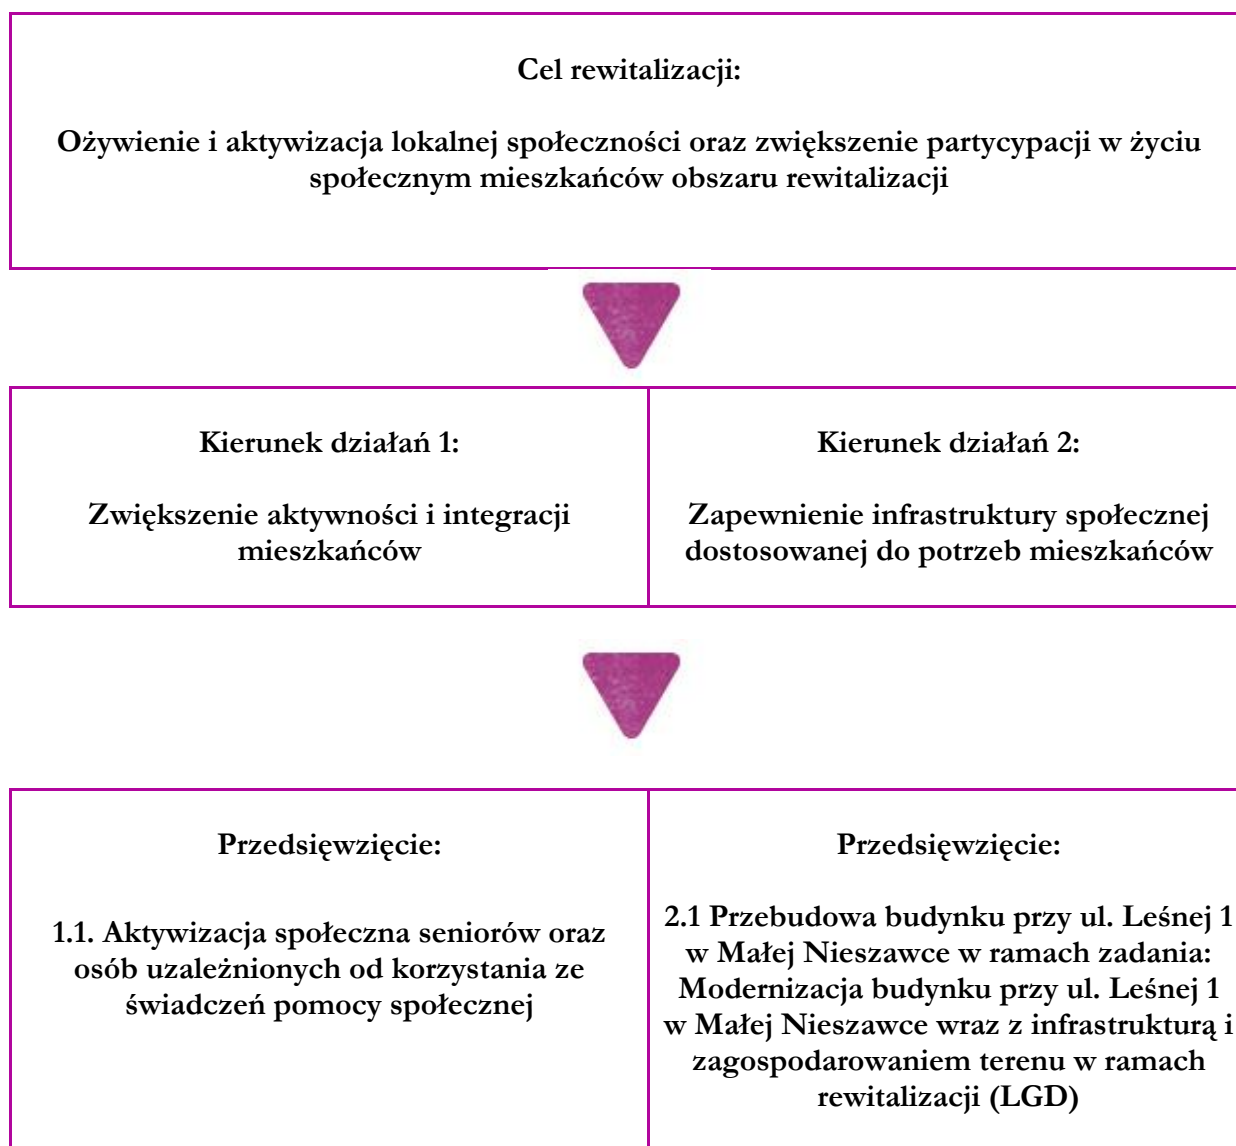 Cel rewitalizacji:
Ożywienie i aktywizacja lokalnej społeczności oraz zwiększenie partycypacji w życiu
społecznym mieszkańców obszaru rewitalizacji
Kierunek działań 1:
Zwiększenie aktywności i integracji
mieszkańców
Kierunek działań 2:
Zapewnienie infrastruktury społecznej
dostosowanej do potrzeb mieszkańców
Przedsięwzięcie:
1.1. Aktywizacja społeczna seniorów oraz
osób uzależnionych od korzystania ze
świadczeń pomocy społecznej
Przedsięwzięcie:
2.1 Przebudowa budynku przy ul. Leśnej 1
w Małej Nieszawce w ramach zadania:
Modernizacja budynku przy ul. Leśnej 1
w Małej Nieszawce wraz z infrastrukturą i
zagospodarowaniem terenu w ramach
rewitalizacji (LGD)